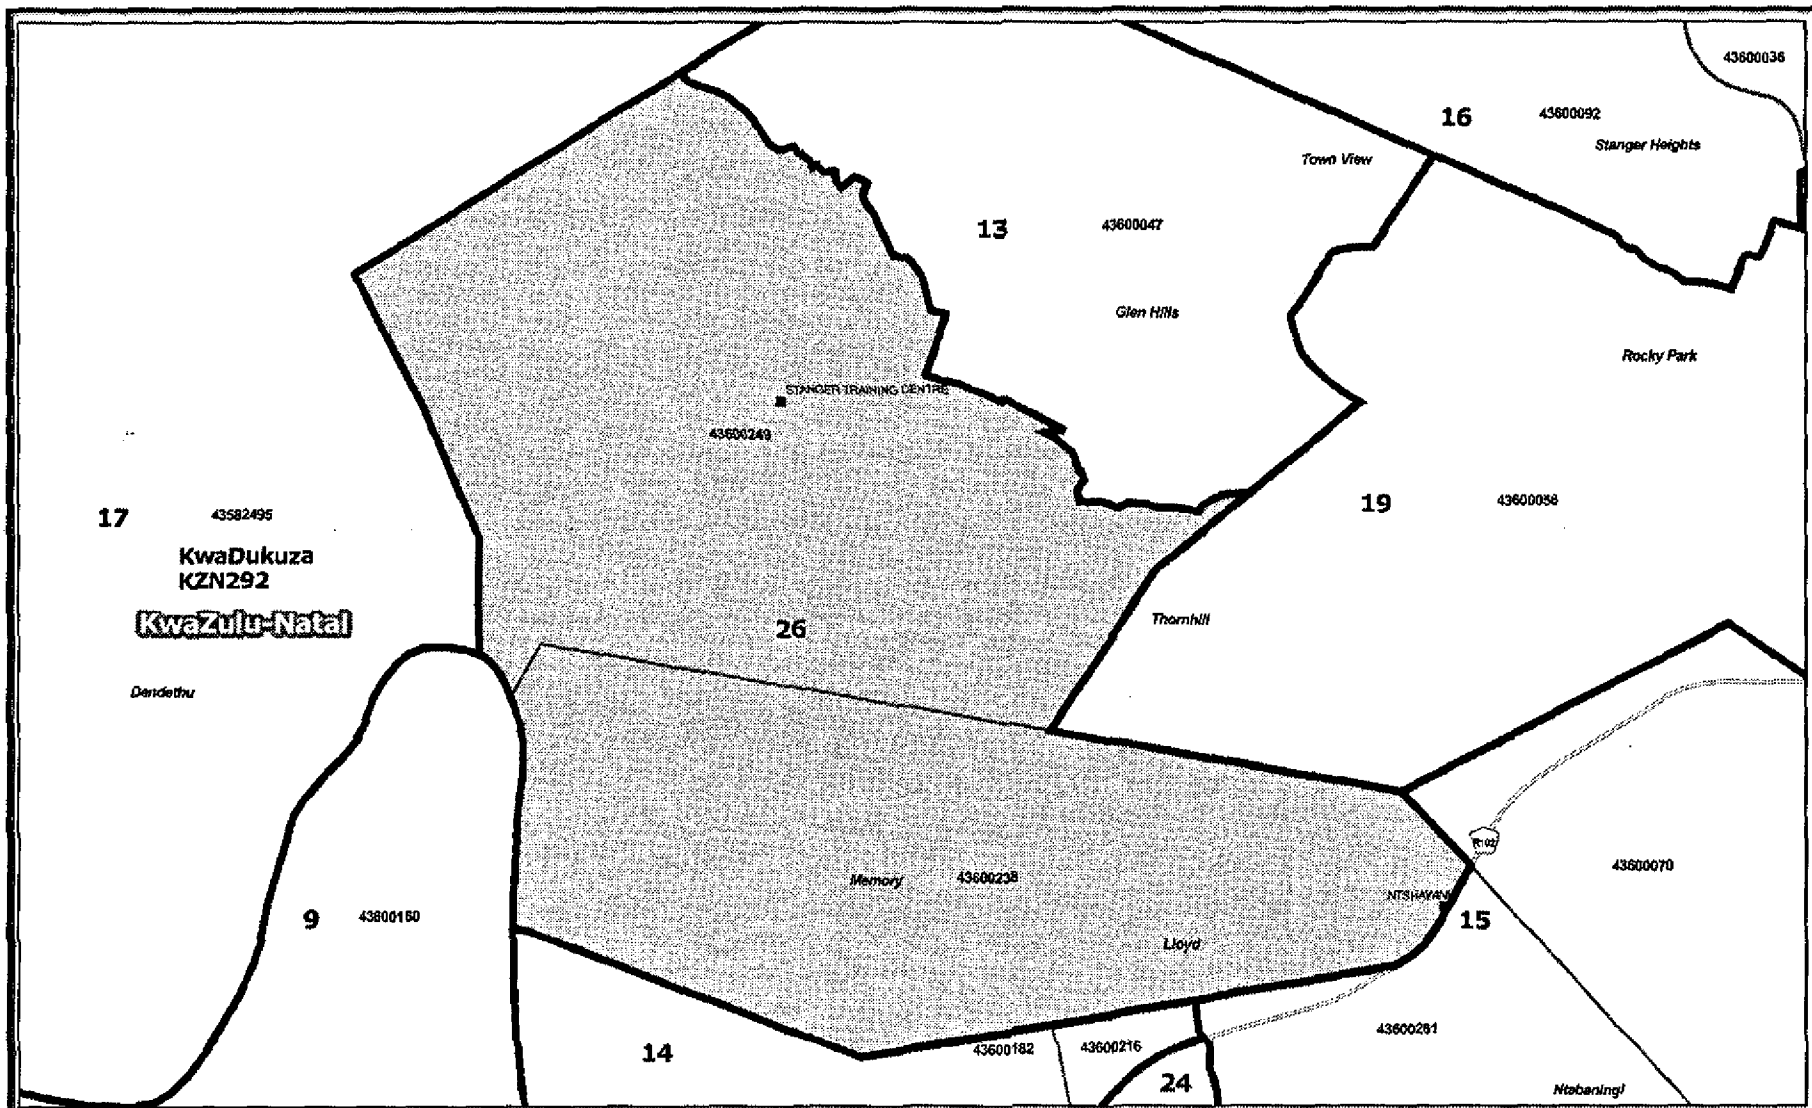 43600036
16
43600092
Stanger Heights
Town View
13
43600047
Glen Hills
Rocky Park
STANGER TRAINING CENTRE
43600249
17
43582495
19
KwaDukuza
KZN292
KwaZulu-Natal
26
Thornhill
Dendethu
R102
43600070
Memory
43600238
NTSHAYANI
9
15
Lloyd
14
43600182
43600216
43600281
24
Ntabaningi